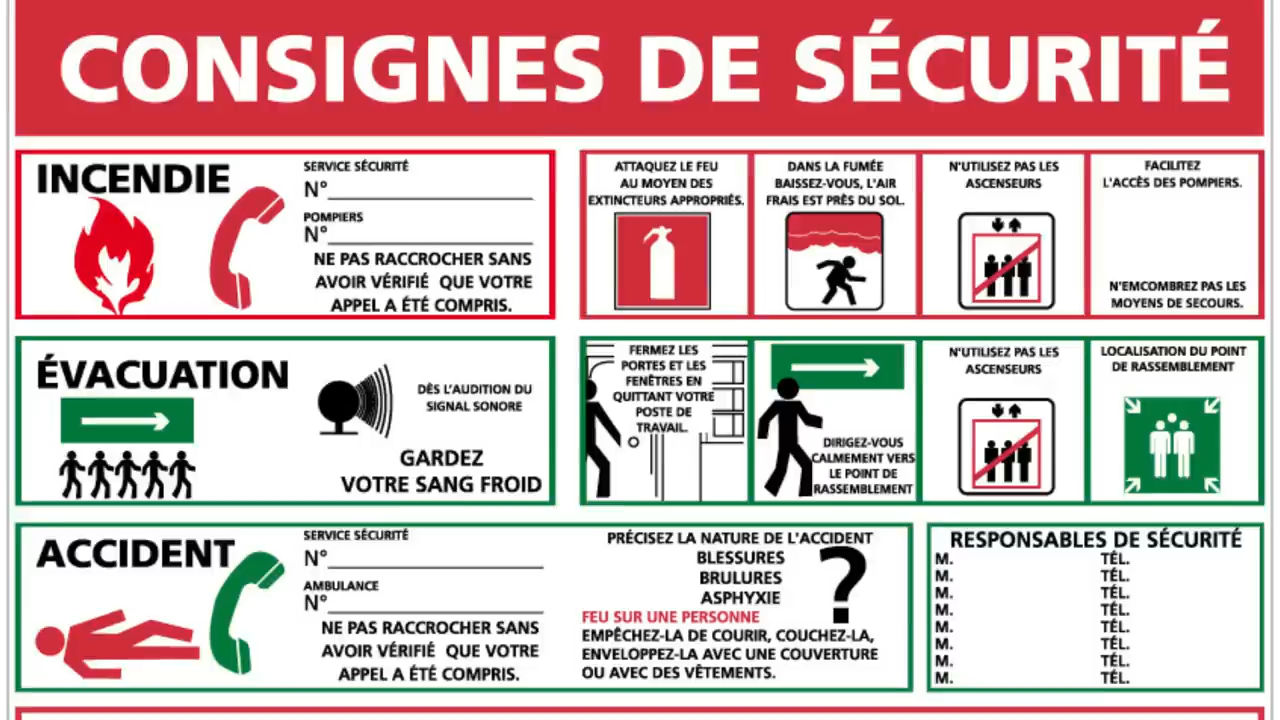 CONSIGNES DE SÉCURITÉ
INCENDIE
SERVICE SÉCURITÉ
N°
POMPIERS
N°
NE PAS RACCROCHER SANS
AVOIR VÉRIFIÉ QUE VOTRE
APPEL A ÉTÉ COMPRIS.
ATTAQUEZ LE FEU
AU MOYEN DES
EXTINCTEURS APPROPRIÉS.
DANS LA FUMÉE
BAISSEZ-VOUS, L'AIR
FRAIS EST PRÈS DU SOL.
N'UTILISEZ PAS LES
ASCENSEURS
FACILITEZ
L'ACCÈS DES POMPIERS.
N'EMCOMBREZ PAS LES
MOYENS DE SECOURS.
ÉVACUATION
DÈS L'AUDITION DU
SIGNAL SONORE
GARDEZ
VOTRE SANG FROID
FERMEZ LES
PORTES ET LES
FENÊTRES EN
QUITTANT VOTRE
POSTE DE
TRAVAIL.
DIRIGEZ-VOUS
CALMEMENT VERS
LE POINT DE
RASSEMBLEMENT
N'UTILISEZ PAS LES
ASCENSEURS
LOCALISATION DU POINT
DE RASSEMBLEMENT
ACCIDENT
SERVICE SÉCURITÉ
N°
AMBULANCE
N°
NE PAS RACCROCHER SANS
AVOIR VÉRIFIÉ QUE VOTRE
APPEL A ÉTÉ COMPRIS.
PRÉCISEZ LA NATURE DE L'ACCIDENT
BLESSURES
BRULURES
ASPHYXIE
?
FEU SUR UNE PERSONNE
EMPÊCHEZ-LA DE COURIR, COUCHEZ-LA,
ENVELOPPEZ-LA AVEC UNE COUVERTURE
OU AVEC DES VÊTEMENTS.
RESPONSABLES DE SÉCURITÉ
M. TÉL.
M. TÉL.
M. TÉL.
M. TÉL.
M. TÉL.
M. TÉL.
M. TÉL.
M. TÉL.